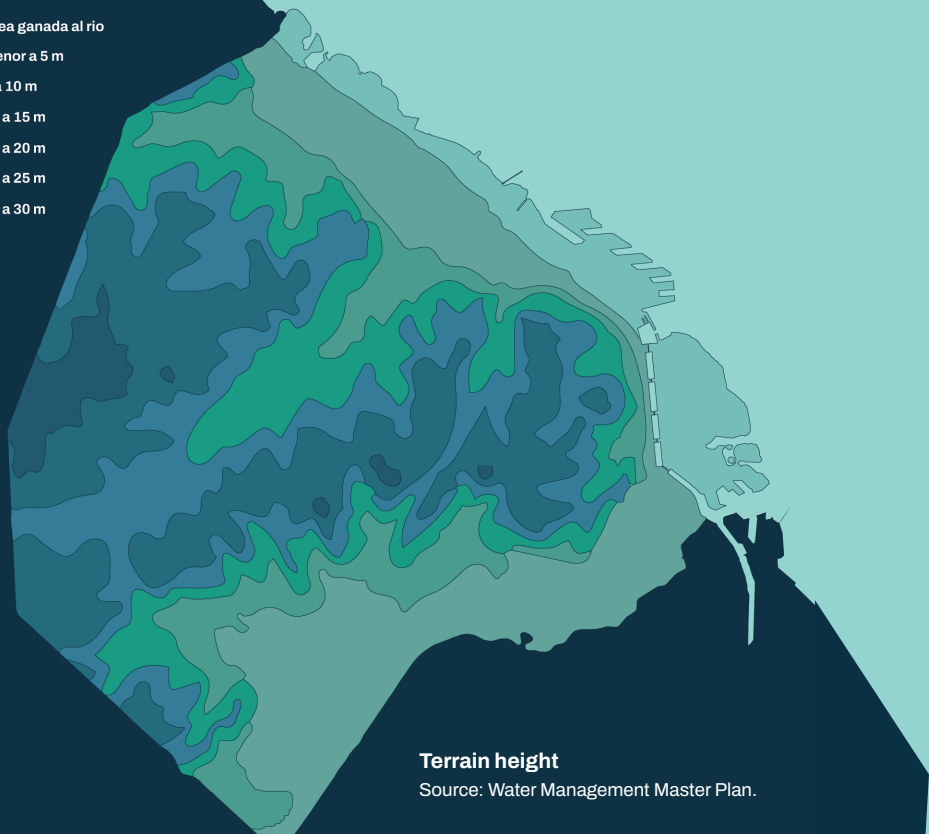 ea ganada al rio
enor a 5 m
a 10 m
a 15 m
a 20 m
a 25 m
a 30 m
Terrain height
Source: Water Management Master Plan.